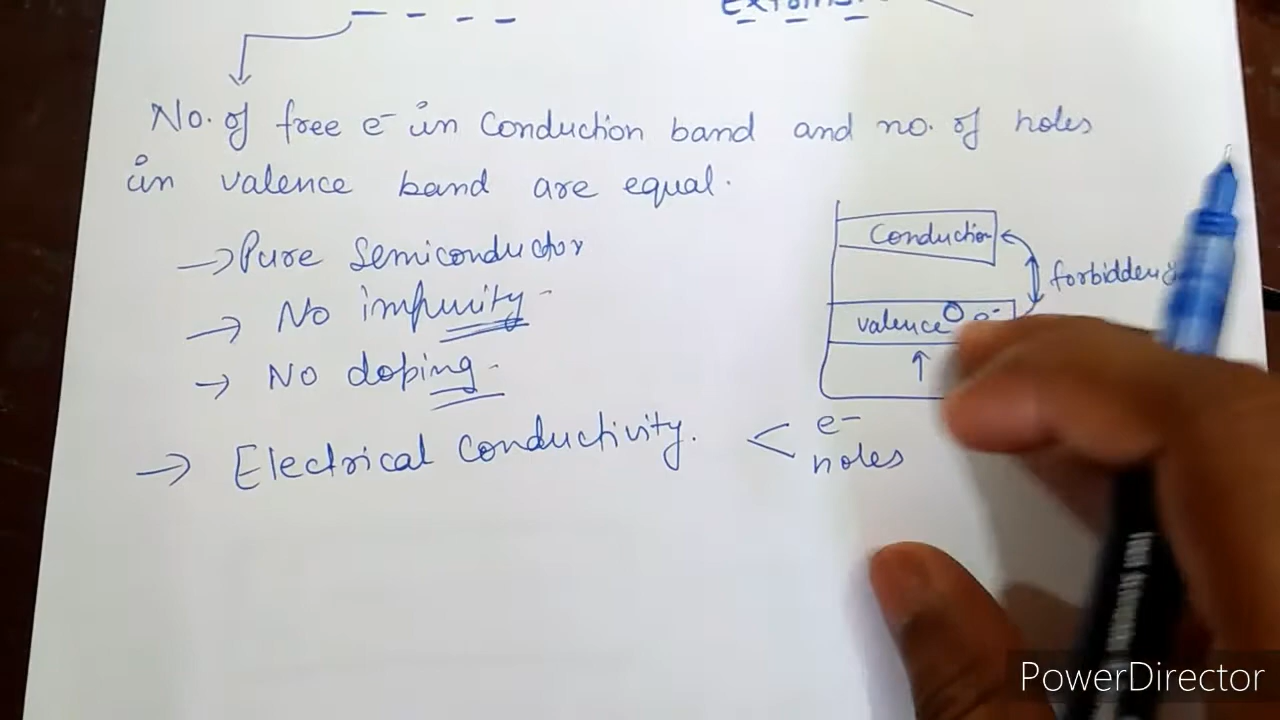 No. of free e- in Conduction band and no. of holes
in valence band are equal.
→ Pure Semiconductor
→ No impurity -
→ No doping -
→ Electrical conductivity. < e-
holes
Conduction
forbidden
valence e-
PowerDirector